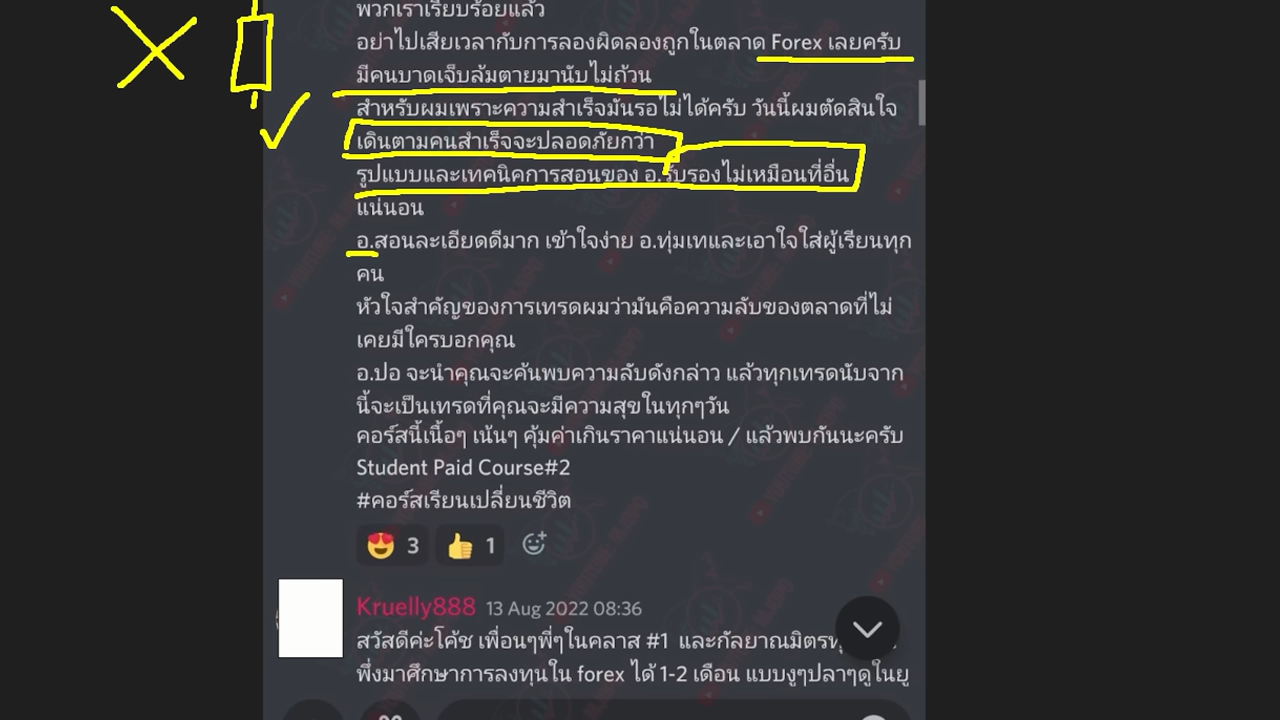 พวกเราเรียบร้อยแล้ว
อย่าไปเสียเวลากับการลองผิดลองถูกในตลาด Forex เลยครับ
มีคนบาดเจ็บล้มตายมานับไม่ถ้วน
สำหรับผมเพราะความสำเร็จมันรอไม่ได้ครับ วันนี้ผมตัดสินใจ
เดินตามคนสำเร็จจะปลอดภัยกว่า
รูปแบบและเทคนิคการสอนของ อ.รับรองไม่เหมือนที่อื่น
แน่นอน
อ.สอนละเอียดดีมาก เข้าใจง่าย อ.ทุ่มเทและเอาใจใส่ผู้เรียนทุก
คน
หัวใจสำคัญของการเทรดผมว่ามันคือความลับของตลาดที่ไม่
เคยมีใครบอกคุณ
อ.ปอ จะนำคุณจะค้นพบความลับดังกล่าว แล้วทุกเทรดนับจาก
นี้จะเป็นเทรดที่คุณจะมีความสุขในทุกๆวัน
คอร์สนี้เนื้อๆ เน้นๆ คุ้มค่าเกินราคาแน่นอน / แล้วพบกันนะครับ
Student Paid Course#2
#คอร์สเรียนเปลี่ยนชีวิต
3 1
Kruelly888 13 Aug 2022 08:36
สวัสดีค่ะโค้ช เพื่อนๆพี่ๆในคลาส #1 และกัลยาณมิตร
พึ่งมาศึกษาการลงทุนใน forex ได้ 1-2 เดือน แบบงูๆปลาๆดูในยู